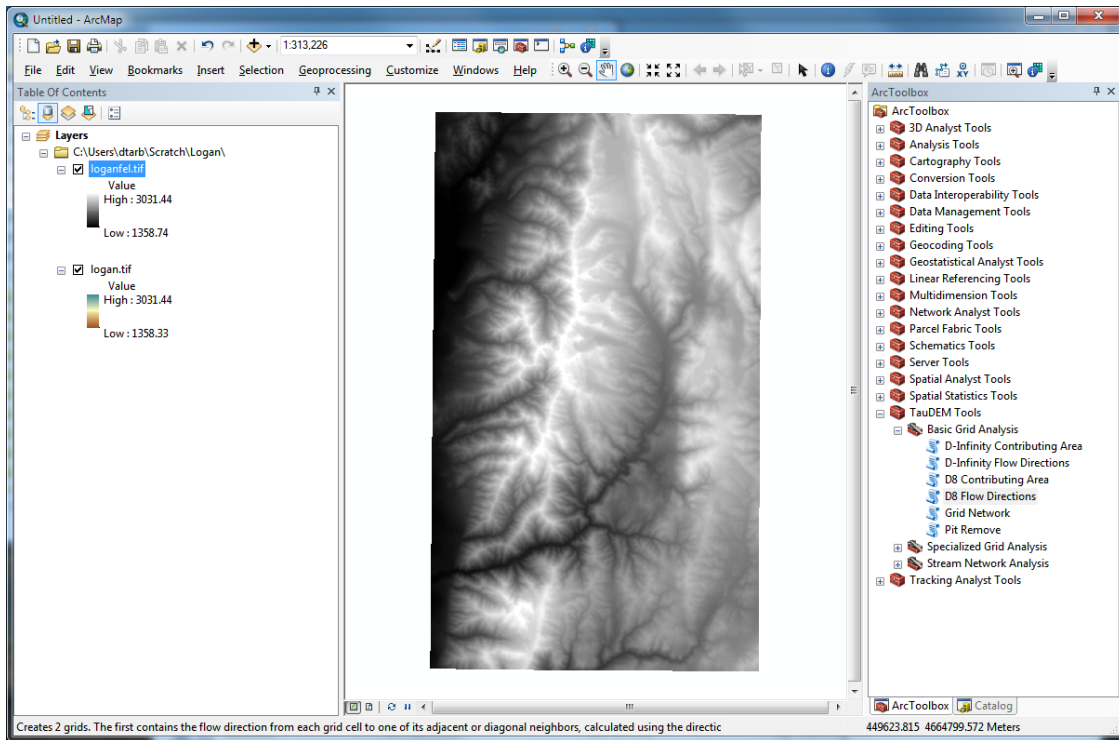 Untitled - ArcMap
1:313,226
File Edit View Bookmarks Insert Selection Geoprocessing Customize Windows Help
Table Of Contents
Layers
C:\Users\dtarb\Scratch\Logan\
loganfel.tif
Value
High : 3031.44
Low : 1358.74
logan.tif
Value
High : 3031.44
Low : 1358.33
ArcToolbox
ArcToolbox
3D Analyst Tools
Analysis Tools
Cartography Tools
Conversion Tools
Data Interoperability Tools
Data Management Tools
Editing Tools
Geocoding Tools
Geostatistical Analyst Tools
Linear Referencing Tools
Multidimension Tools
Network Analyst Tools
Parcel Fabric Tools
Schematics Tools
Server Tools
Spatial Analyst Tools
Spatial Statistics Tools
TauDEM Tools
Basic Grid Analysis
D-Infinity Contributing Area
D-Infinity Flow Directions
D8 Contributing Area
D8 Flow Directions
Grid Network
Pit Remove
Specialized Grid Analysis
Stream Network Analysis
Tracking Analyst Tools
ArcToolbox Catalog
Creates 2 grids. The first contains the flow direction from each grid cell to one of its adjacent or diagonal neighbors, calculated using the directic
449623.815 4664799.572 Meters